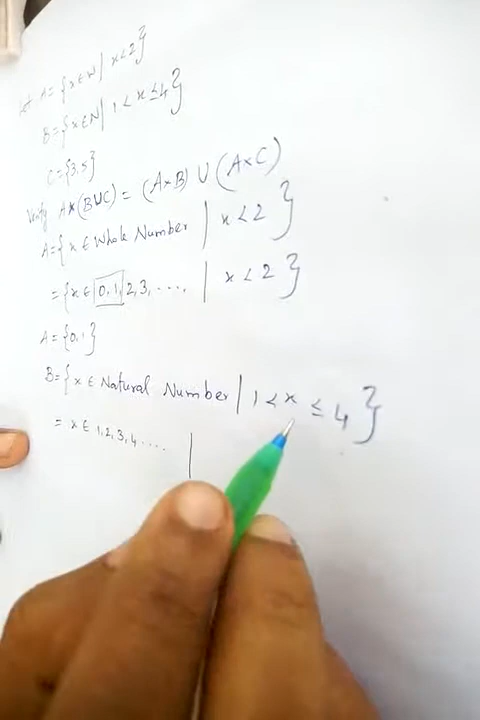 Let A = {x ∈ W | x < 2}
B = {x ∈ N | 1 < x ≤ 4}
C = {3,5}
Verify A×(B∪C) = (A×B) ∪ (A×C)
A = {x ∈ Whole Number | x < 2}
= {x ∈ 0,1, 2,3, .... | x < 2}
A = {0,1}
B = {x ∈ Natural Number | 1 < x ≤ 4}
= x ∈ 1,2,3,4 .... |